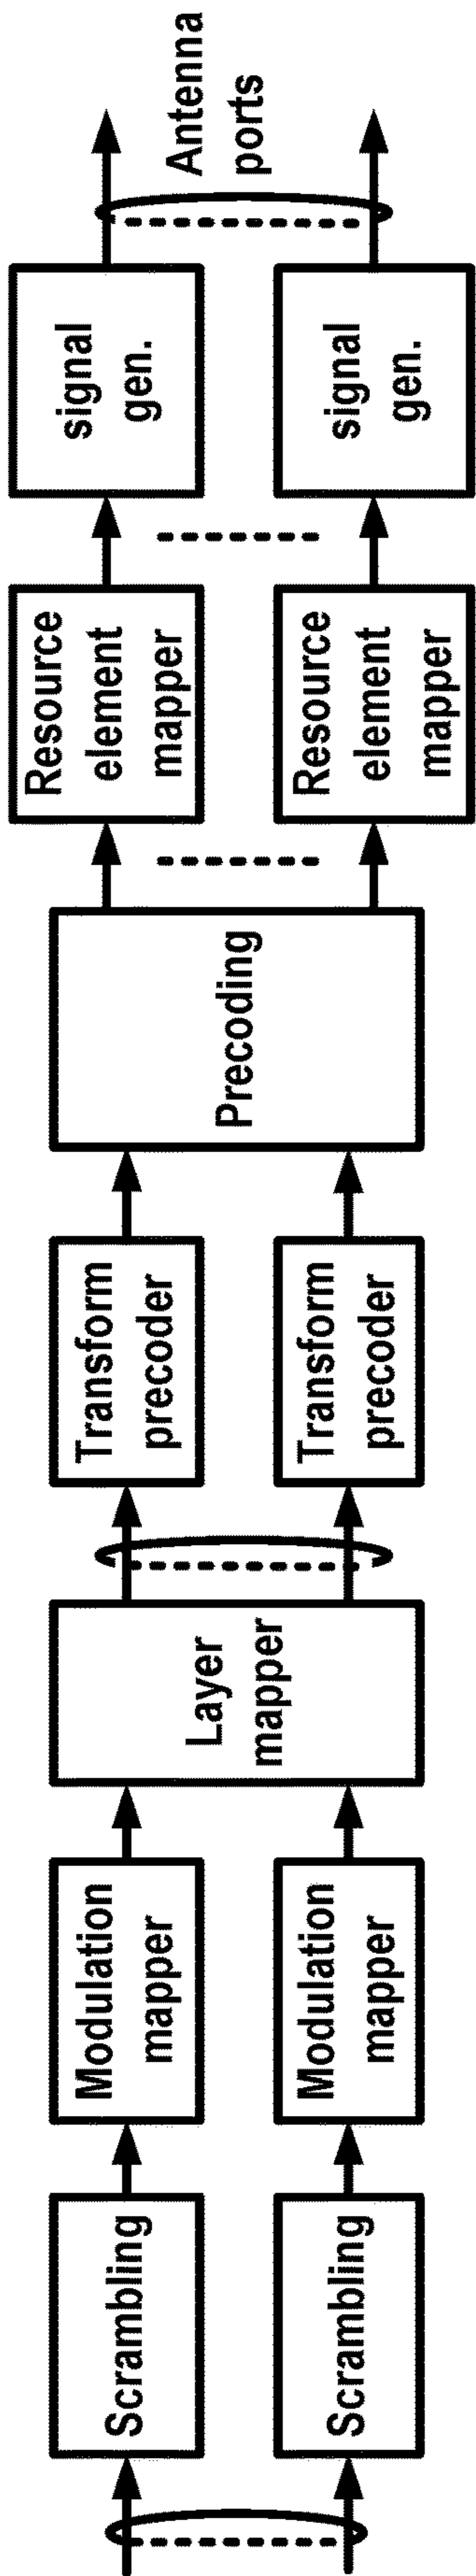 Scrambling
Scrambling
Modulation
mapper
Modulation
mapper
Layer
mapper
Transform
precoder
Transform
precoder
Precoding
Resource
element
mapper
Resource
element
mapper
signal
gen.
signal
gen.
Antenna
ports